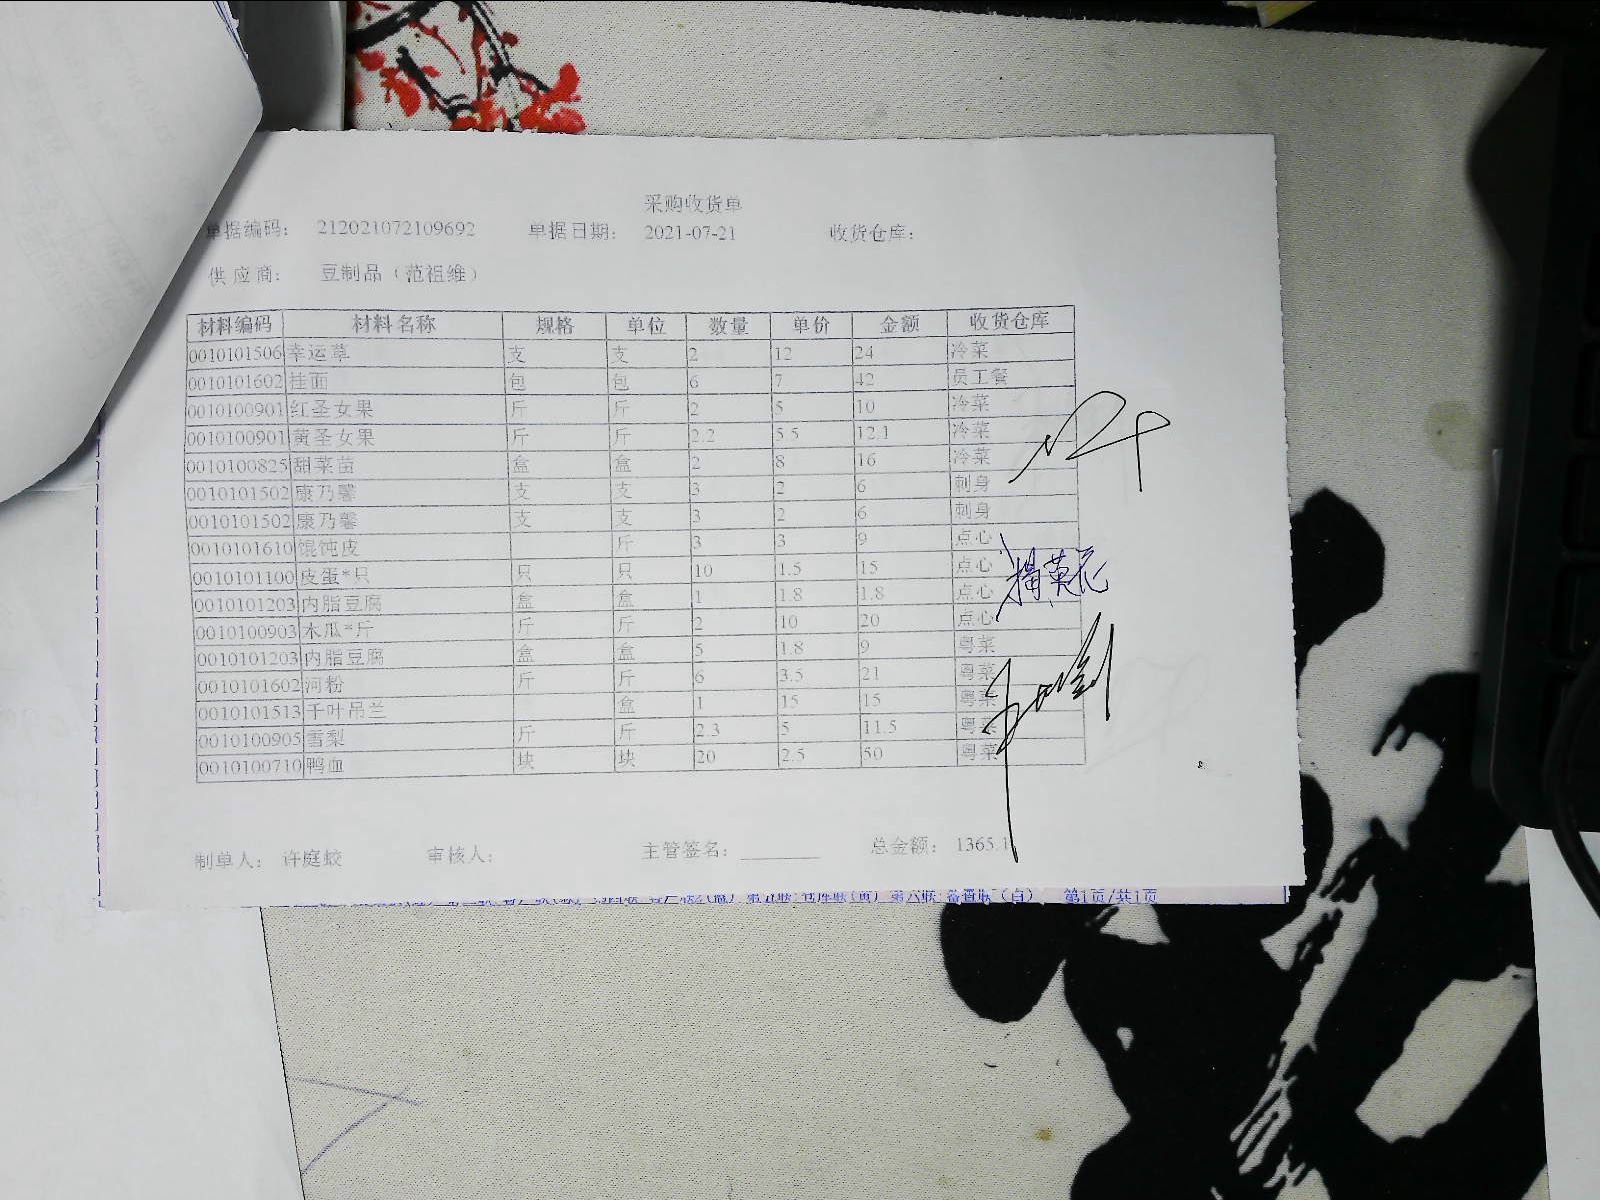 采购收货单
单据编码： 212021072109692 单据日期： 2021-07-21 收货仓库：
供应商： 豆制品（范祖维）
材料编码 材料名称 规格 单位 数量 单价 金额 收货仓库
0010101506 幸运草 支 支 2 12 24 冷菜
0010101602 挂面 包 包 6 7 42 员工餐
0010100901 红圣女果 斤 斤 2 5 10 冷菜
0010100901 黄圣女果 斤 斤 2.2 5.5 12.1 冷菜
0010100825 甜菜苗 盒 盒 2 8 16 冷菜
0010101502 康乃馨 支 支 3 2 6 刺身
0010101502 康乃馨 支 支 3 2 6 刺身
0010101610 馄饨皮 斤 3 3 9 点心
0010101100 皮蛋*只 只 只 10 1.5 15 点心
0010101203 内脂豆腐 盒 盒 1 1.8 1.8 点心
0010100903 木瓜*斤 斤 斤 2 10 20 点心
0010101203 内脂豆腐 盒 盒 5 1.8 9 粤菜
0010101602 河粉 斤 斤 6 3.5 21 粤菜
0010101513 千叶吊兰 盒 1 15 15 粤菜
0010100905 雪梨 斤 斤 2.3 5 11.5 粤菜
0010100710 鸭血 块 块 20 2.5 50 粤菜
制单人： 许庭蛟 审核人： 主管签名： 总金额： 1365.1
第1页/共1页